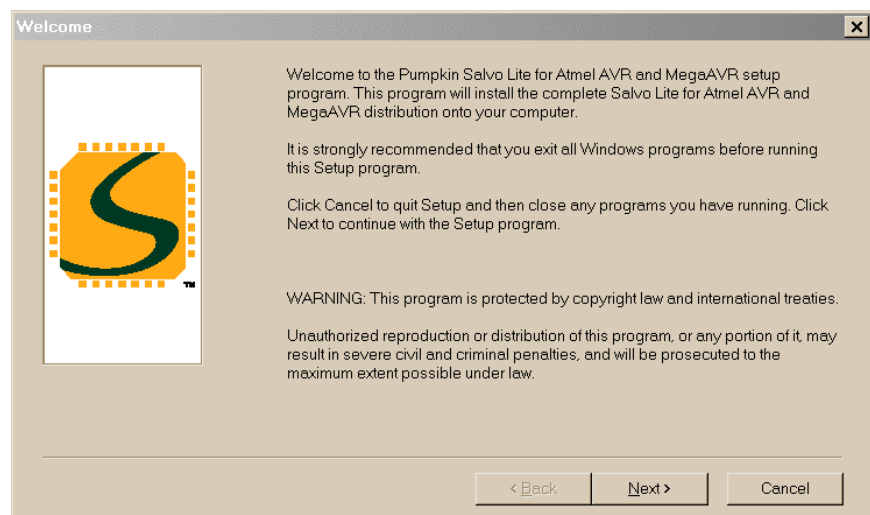 Welcome
Welcome to the Pumpkin Salvo Lite for Atmel AVR and MegaAVR setup
program. This program will install the complete Salvo Lite for Atmel AVR and
MegaAVR distribution onto your computer.
It is strongly recommended that you exit all Windows programs before running
this Setup program.
Click Cancel to quit Setup and then close any programs you have running. Click
Next to continue with the Setup program.
TM
WARNING: This program is protected by copyright law and international treaties.
Unauthorized reproduction or distribution of this program, or any portion of it, may
result in severe civil and criminal penalties, and will be prosecuted to the
maximum extent possible under law.
< Back
Next >
Cancel